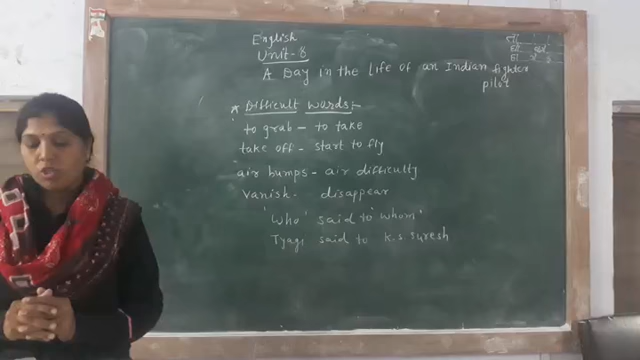 English
Unit-8
A Day in the Life of an Indian fighter
pilot
* Difficult words:-
to grab - to take
take off - start to fly
air bumps - air difficulty
vanish - disappear
'Who' said to 'whom'
Tyagi said to K.S. Suresh